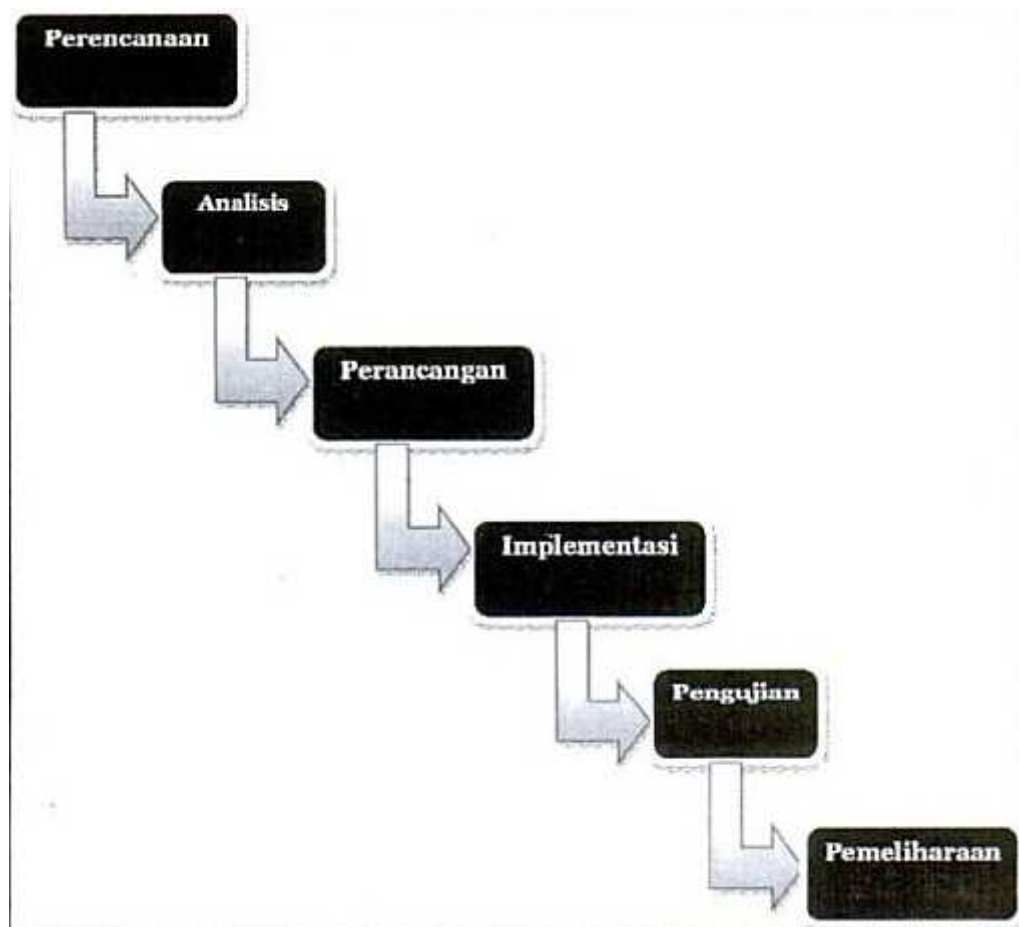 Perencanaan
Analisis
Perancangan
Implementasi
Pengujian
Pemeliharaan